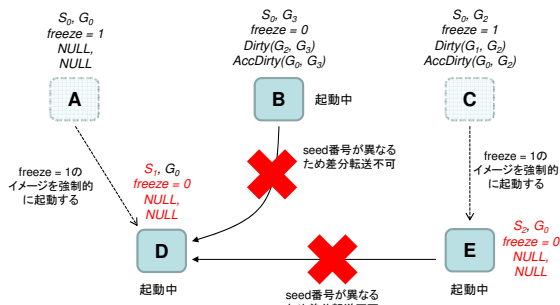 S0, G0
freeze = 1
NULL,
NULL
A
S0, G3
freeze = 0
Dirty(G2, G3)
AccDirty(G0, G3)
B
起動中
S0, G2
freeze = 1
Dirty(G1, G2)
AccDirty(G0, G2)
C
freeze = 1の
イメージを強制的
に起動する
S1, G0
freeze = 0
NULL,
NULL
D
起動中
seed番号が異なる
ため差分転送不可
freeze = 1の
イメージを強制的
に起動する
S2, G0
freeze = 0
NULL,
NULL
E
起動中
seed番号が異なる